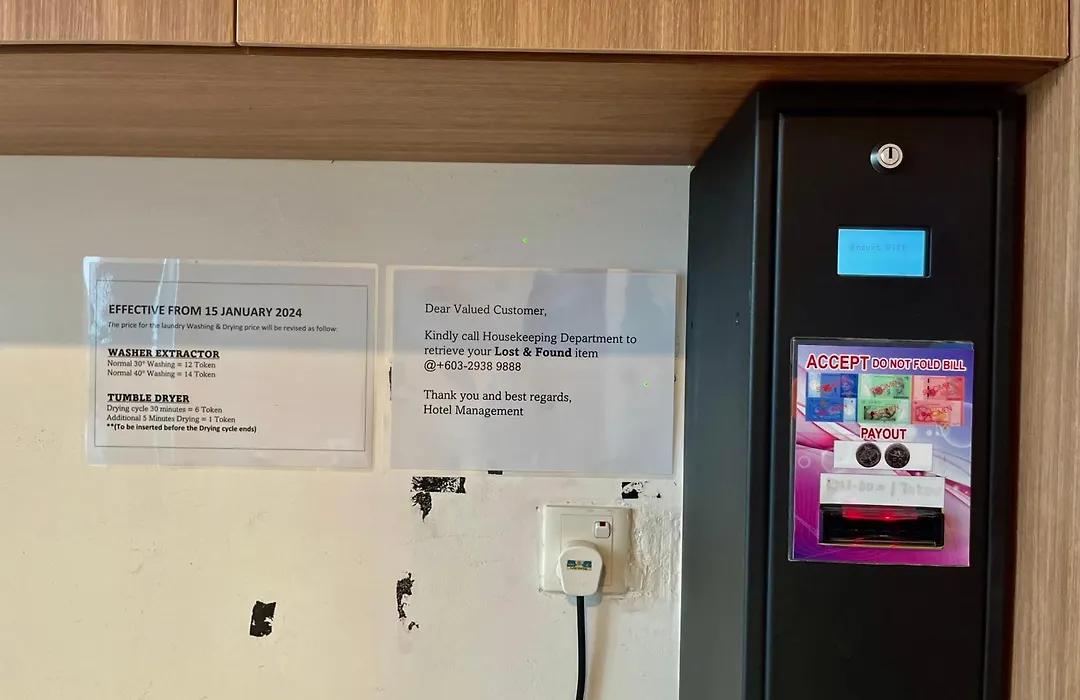 EFFECTIVE FROM 15 JANUARY 2024
The price for the laundry Washing & Drying price will be revised as follow:
WASHER EXTRACTOR
Normal 30° Washing = 12 Token
Normal 40° Washing = 14 Token
TUMBLE DRYER
Drying cycle 30 minutes = 6 Token
Additional 5 Minutes Drying = 1 Token
**(To be inserted before the Drying cycle ends)
Dear Valued Customer,
Kindly call Housekeeping Department to
retrieve your Lost & Found item
@+603-2938 9888
Thank you and best regards,
Hotel Management
ACCEPT DO NOT FOLD BILL
PAYOUT